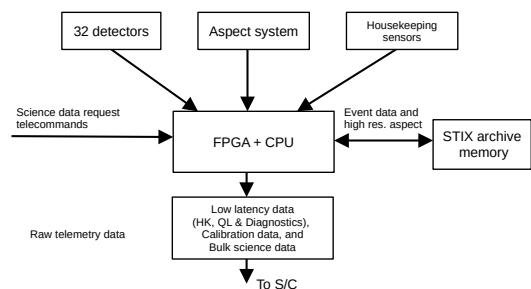 32 detectors
Aspect system
Housekeeping
sensors
Science data request
telecommands
FPGA + CPU
Event data and
high res. aspect
STIX archive
memory
Raw telemetry data
Low latency data
(HK, QL & Diagnostics),
Calibration data, and
Bulk science data
To S/C